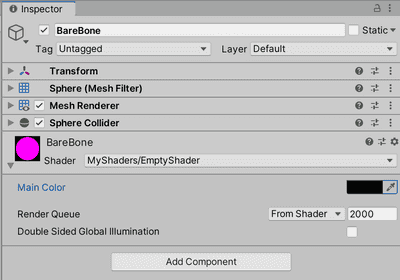 Inspector
BareBone
Static
Tag Untagged Layer Default
Transform
Sphere (Mesh Filter)
Mesh Renderer
Sphere Collider
BareBone
Shader MyShaders/EmptyShader
Main Color
Render Queue From Shader 2000
Double Sided Global Illumination
Add Component